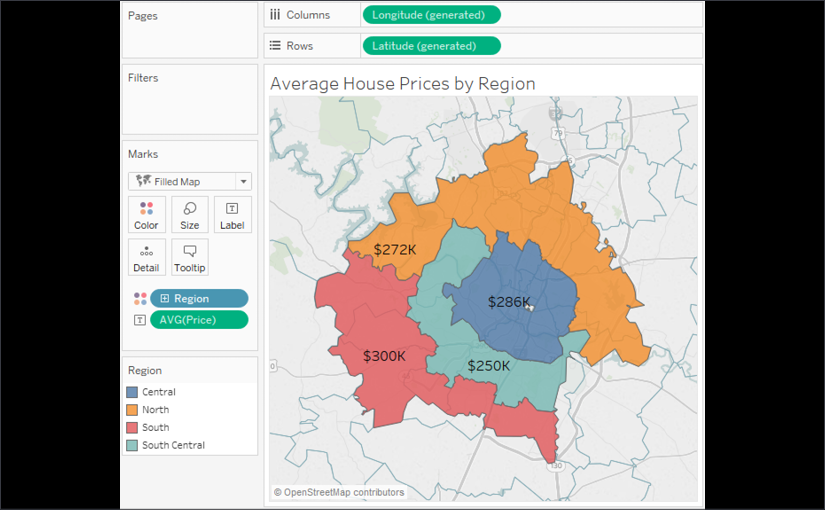 Pages
Columns
Longitude (generated)
Rows
Latitude (generated)
Filters
Marks
Filled Map
Color
Size
Label
Detail
Tooltip
Region
AVG(Price)
Region
Central
North
South
South Central
Average House Prices by Region
79
$272K
$286K
$300K
$250K
130
© OpenStreetMap contributors